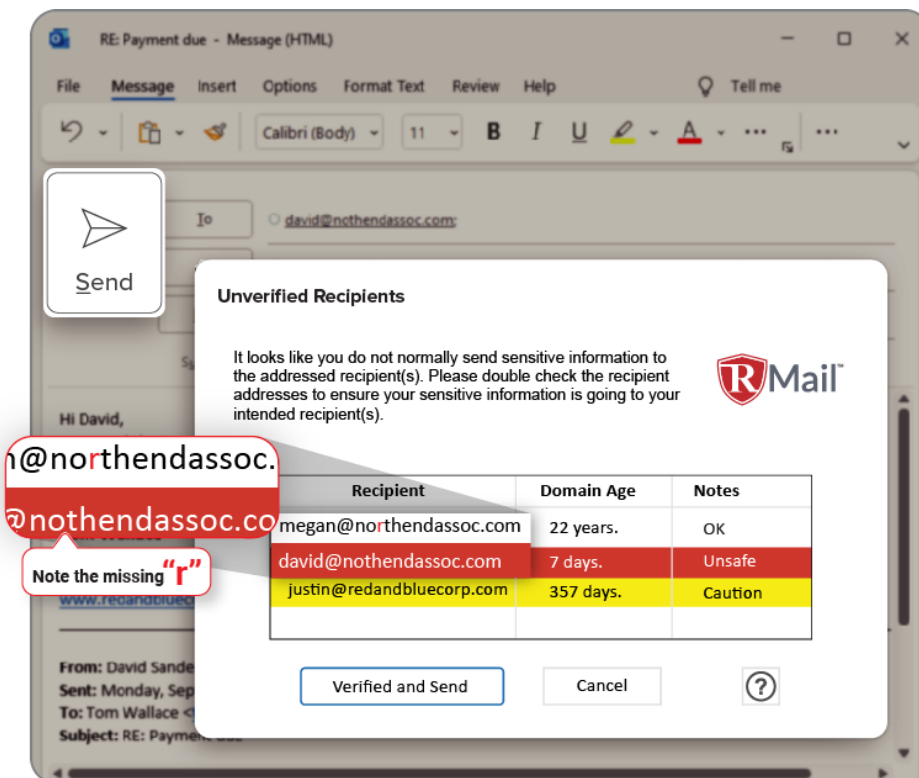 RE: Payment due - Message (HTML)
File Message Insert Options Format Text Review Help Tell me
Calibri (Body) 11 B I U A
To david@nothendassoc.com;
Send
Unverified Recipients
It looks like you do not normally send sensitive information to
the addressed recipient(s). Please double check the recipient
addresses to ensure your sensitive information is going to your
intended recipient(s).
RMail™
Hi David,
@northendassoc.
@nothendassoc.co
Note the missing "r"
www.redandbluec
Recipient Domain Age Notes
megan@northendassoc.com 22 years. OK
david@nothendassoc.com 7 days. Unsafe
justin@redandbluecorp.com 357 days. Caution
From: David Sande
Sent: Monday, Sep
To: Tom Wallace <
Subject: RE: Payment due
Verified and Send Cancel ?